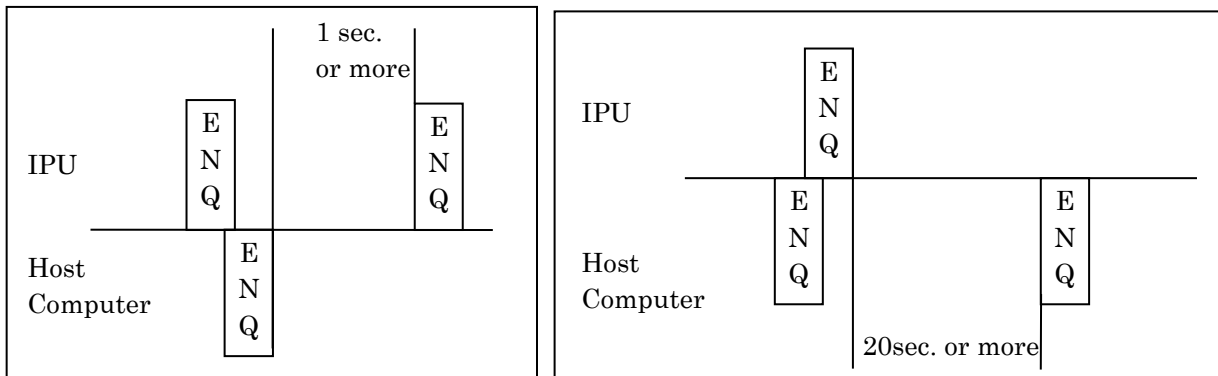 1 sec.
or more
E
N
Q
E
N
Q
IPU
E
N
Q
Host
Computer
E
N
Q
IPU
E
N
Q
E
N
Q
Host
Computer
20sec. or more